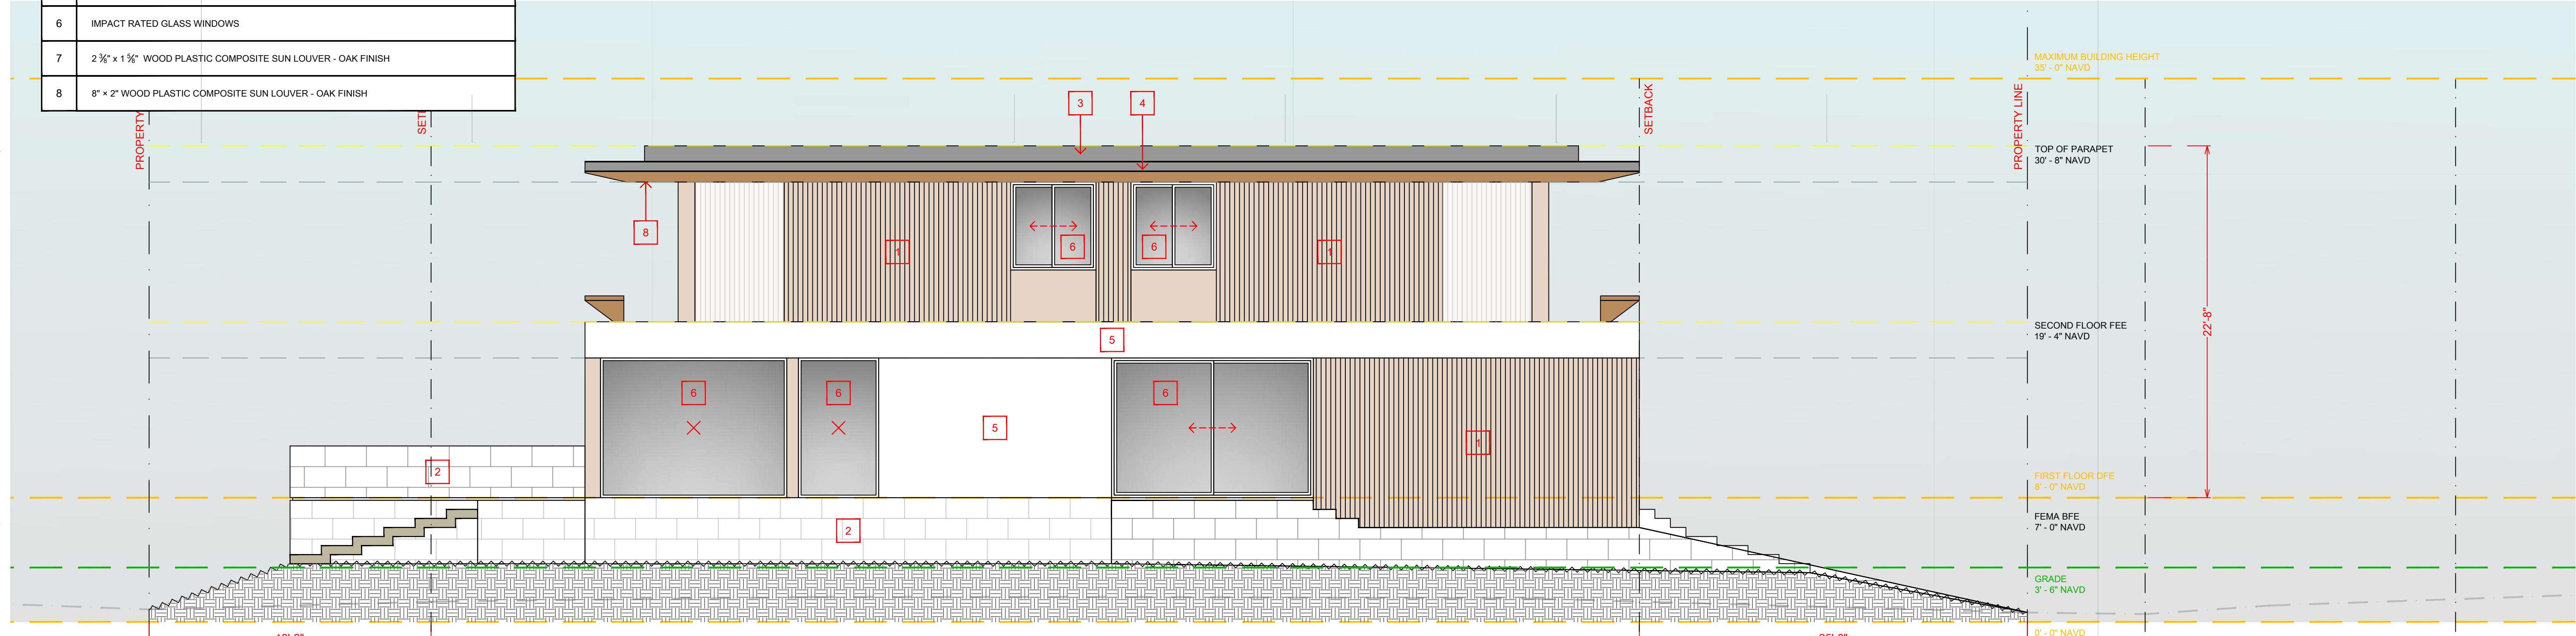 6 IMPACT RATED GLASS WINDOWS
7 2 3⁄8" x 1 5⁄8" WOOD PLASTIC COMPOSITE SUN LOUVER - OAK FINISH
8 8" × 2" WOOD PLASTIC COMPOSITE SUN LOUVER - OAK FINISH
MAXIMUM BUILDING HEIGHT
35' - 0" NAVD
PROPERTY
SETBACK
PROPERTY LINE
3
4
TOP OF PARAPET
30' - 8" NAVD
8
1
6
6
1
22'-8"
SECOND FLOOR FEE
19' - 4" NAVD
5
6
6
6
5
1
2
FIRST FLOOR DFE
8' - 0" NAVD
2
FEMA BFE
7' - 0" NAVD
GRADE
3' - 6" NAVD
0' - 0" NAVD